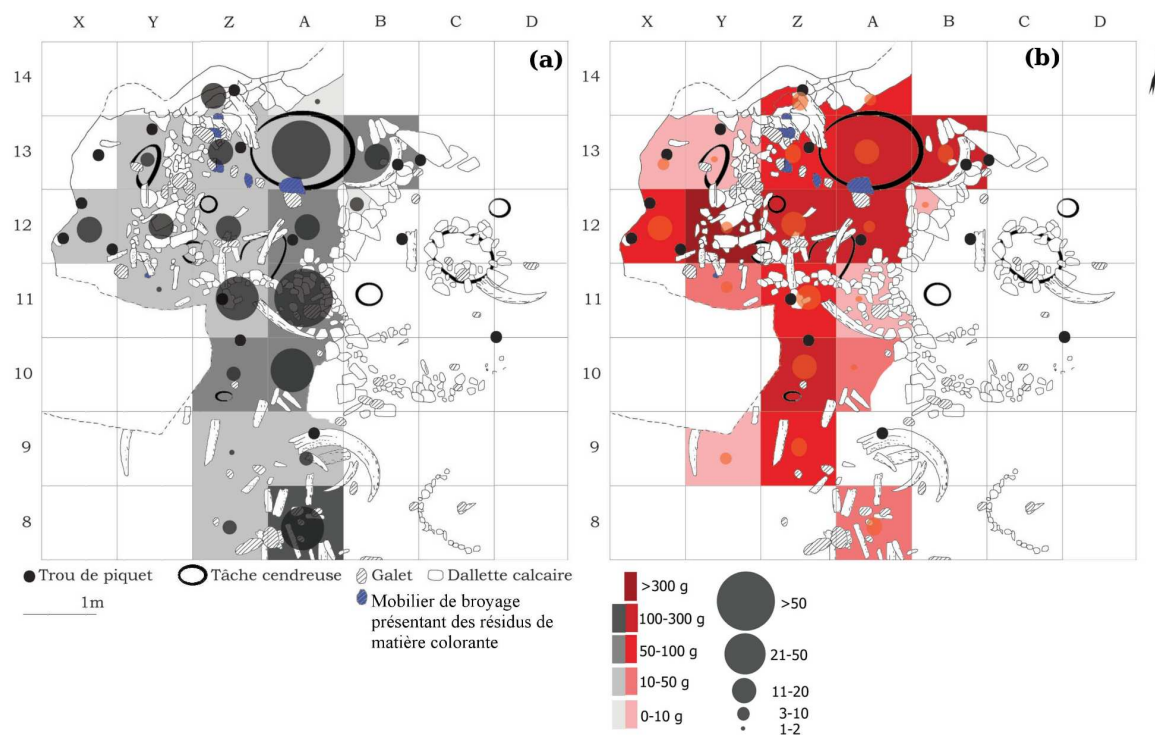 X Y Z A B C D
X Y Z A B C D
(a)
(b)
14
13
12
11
10
9
8
14
13
12
11
10
9
8
Trou de piquet
Tâche cendreuse
Galet
Dallette calcaire
1m
Mobilier de broyage
présentant des résidus de
matière colorante
>300 g
100-300 g
50-100 g
10-50 g
0-10 g
>50
21-50
11-20
3-10
1-2